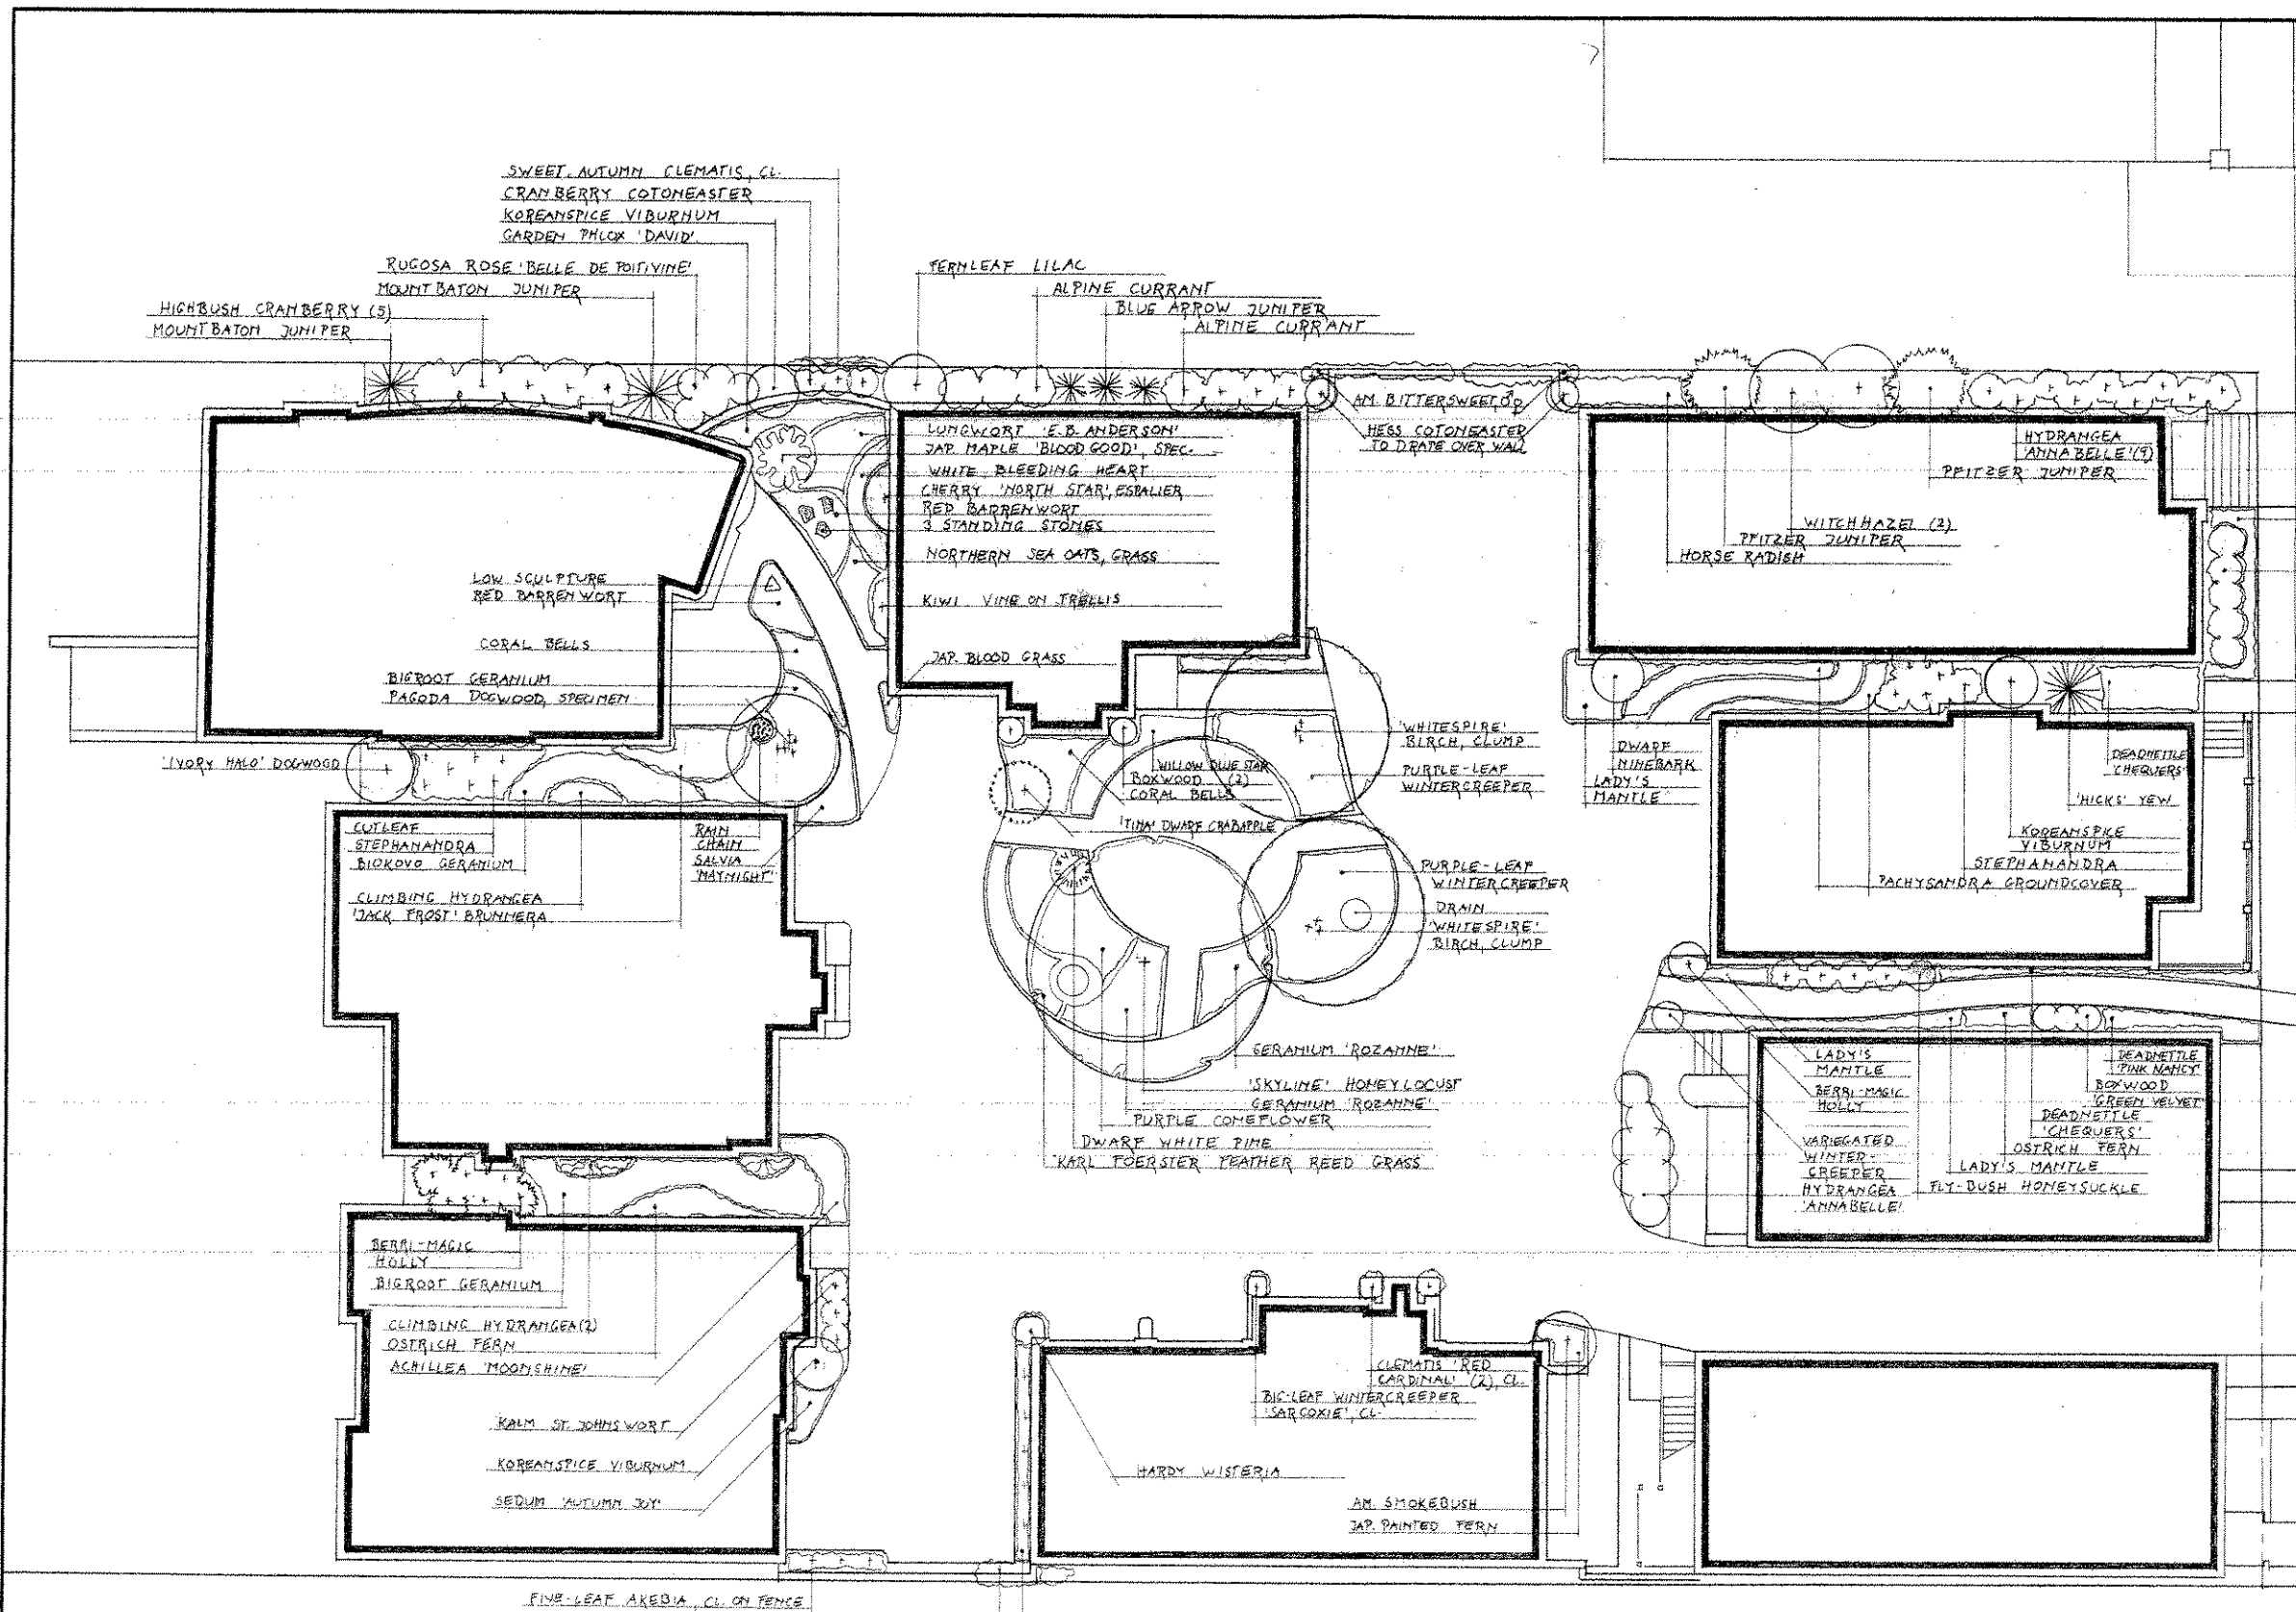 SWEET AUTUMN CLEMATIS, CL.
CRANBERRY COTONEASTER
KOREANSPICE VIBURNUM
GARDEN PHLOX 'DAVID'
RUGOSA ROSE 'BELLE DE POITIVINE'
MOUNTBATON JUNIPER
HIGHBUSH CRANBERRY (5)
MOUNTBATON JUNIPER
FERNLEAF LILAC
ALPINE CURRANT
BLUE ARROW JUNIPER
ALPINE CURRANT
AM. BITTERSWEET,
HESS COTONEASTER
TO DRAPE OVER WALL
LUNGWORT 'E.B. ANDERSON'
JAP. MAPLE 'BLOODGOOD', SPEC.
WHITE BLEEDING HEART
CHERRY 'NORTH STAR', ESPALIER
RED BARRENWORT
3 STANDING STONES
NORTHERN SEA OATS, GRASS
KIWI VINE ON TRELLIS
JAP. BLOOD GRASS
HYDRANGEA
'ANNABELLE' (9)
PFITZER JUNIPER
WITCHHAZEL (2)
PFITZER JUNIPER
HORSE RADISH
LOW SCULPTURE
RED BARRENWORT
CORAL BELLS
BIGROOT GERANIUM
PAGODA DOGWOOD, SPECIMEN
'IVORY HALO' DOGWOOD
CUTLEAF
STEPHANANDRA
BIOKOVO GERANIUM
CLIMBING HYDRANGEA
'JACK FROST' BRUNNERA
RAIN
CHAIN
SALVIA
'MAYNIGHT'
WILLOW BLUE STAR
BOXWOOD (2)
CORAL BELLS
'TINA' DWARF CRABAPPLE
'WHITESPIRE'
BIRCH, CLUMP
PURPLE-LEAF
WINTERCREEPER
PURPLE-LEAF
WINTERCREEPER
DRAIN
'WHITESPIRE'
BIRCH, CLUMP
DWARF
NINEBARK
LADY'S
MANTLE
DEADNETTLE
'CHEQUERS'
'HICKS' YEW
KOREANSPICE
VIBURNUM
STEPHANANDRA
PACHYSANDRA GROUNDCOVER
GERANIUM 'ROZANNE'
'SKYLINE' HONEYLOCUST
GERANIUM 'ROZANNE'
PURPLE CONEFLOWER
DWARF WHITE PINE
KARL FOERSTER FEATHER REED GRASS
LADY'S
MANTLE
BERRI-MAGIC
HOLLY
VARIEGATED
WINTER-
CREEPER
HYDRANGEA
'ANNABELLE'
DEADNETTLE
'PINK NANCY'
BOXWOOD
'GREEN VELVET'
DEADNETTLE
'CHEQUERS'
OSTRICH FERN
LADY'S MANTLE
FLY-BUSH HONEYSUCKLE
BERRI-MAGIC
HOLLY
BIGROOT GERANIUM
CLIMBING HYDRANGEA (2)
OSTRICH FERN
ACHILLEA 'MOONSHINE'
KALM ST. JOHNSWORT
KOREANSPICE VIBURNUM
SEDUM 'AUTUMN JOY'
CLEMATIS 'RED
CARDINAL' (2), CL.
BIG-LEAF WINTERCREEPER
'SARCOXIE', CL.
HARDY WISTERIA
AM. SMOKEBUSH
JAP. PAINTED FERN
FIVE-LEAF AKEBIA, CL. ON FENCE